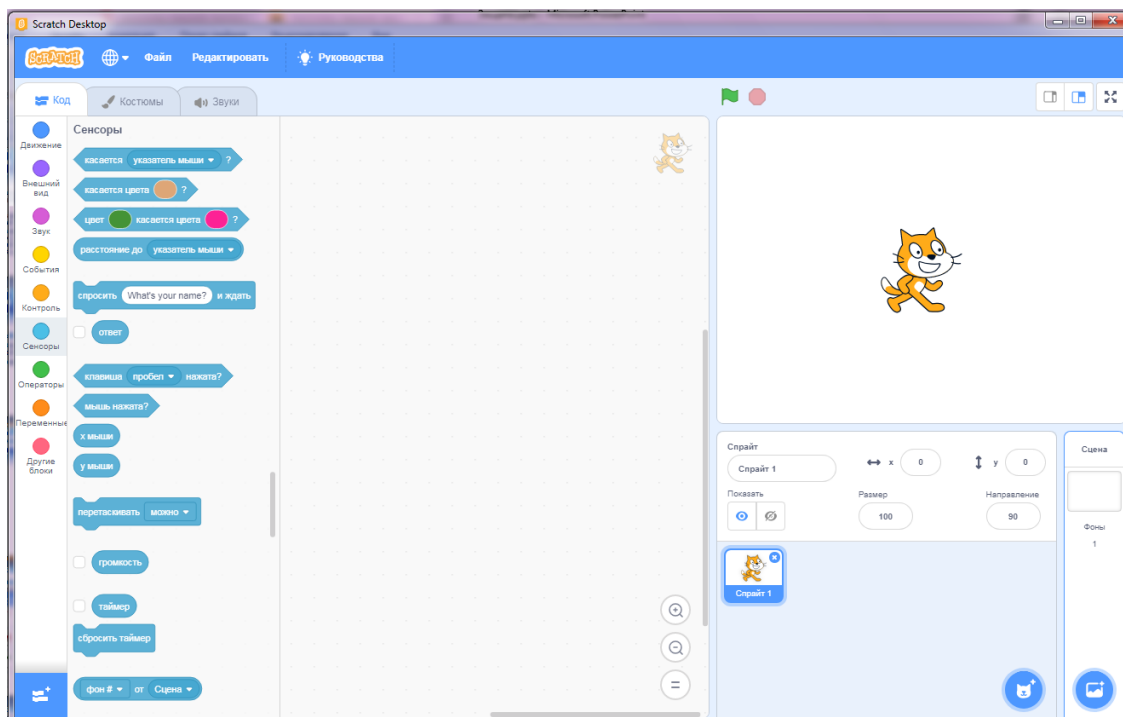 Scratch Desktop
SCRATCH
Файл Редактировать Руководства
Код Костюмы Звуки
Движение
Внешний вид
Звук
События
Контроль
Сенсоры
Операторы
Переменные
Другие блоки
Сенсоры
касается указатель мыши ?
касается цвета ?
цвет касается цвета ?
расстояние до указатель мыши
спросить What's your name? и ждать
ответ
клавиша пробел нажата?
мышь нажата?
x мыши
y мыши
перетаскивать можно
громкость
таймер
сбросить таймер
фон # от Сцена
Спрайт
Спрайт 1
x 0 y 0
Показать
Размер
100
Направление
90
Спрайт 1
Сцена
Фоны
1